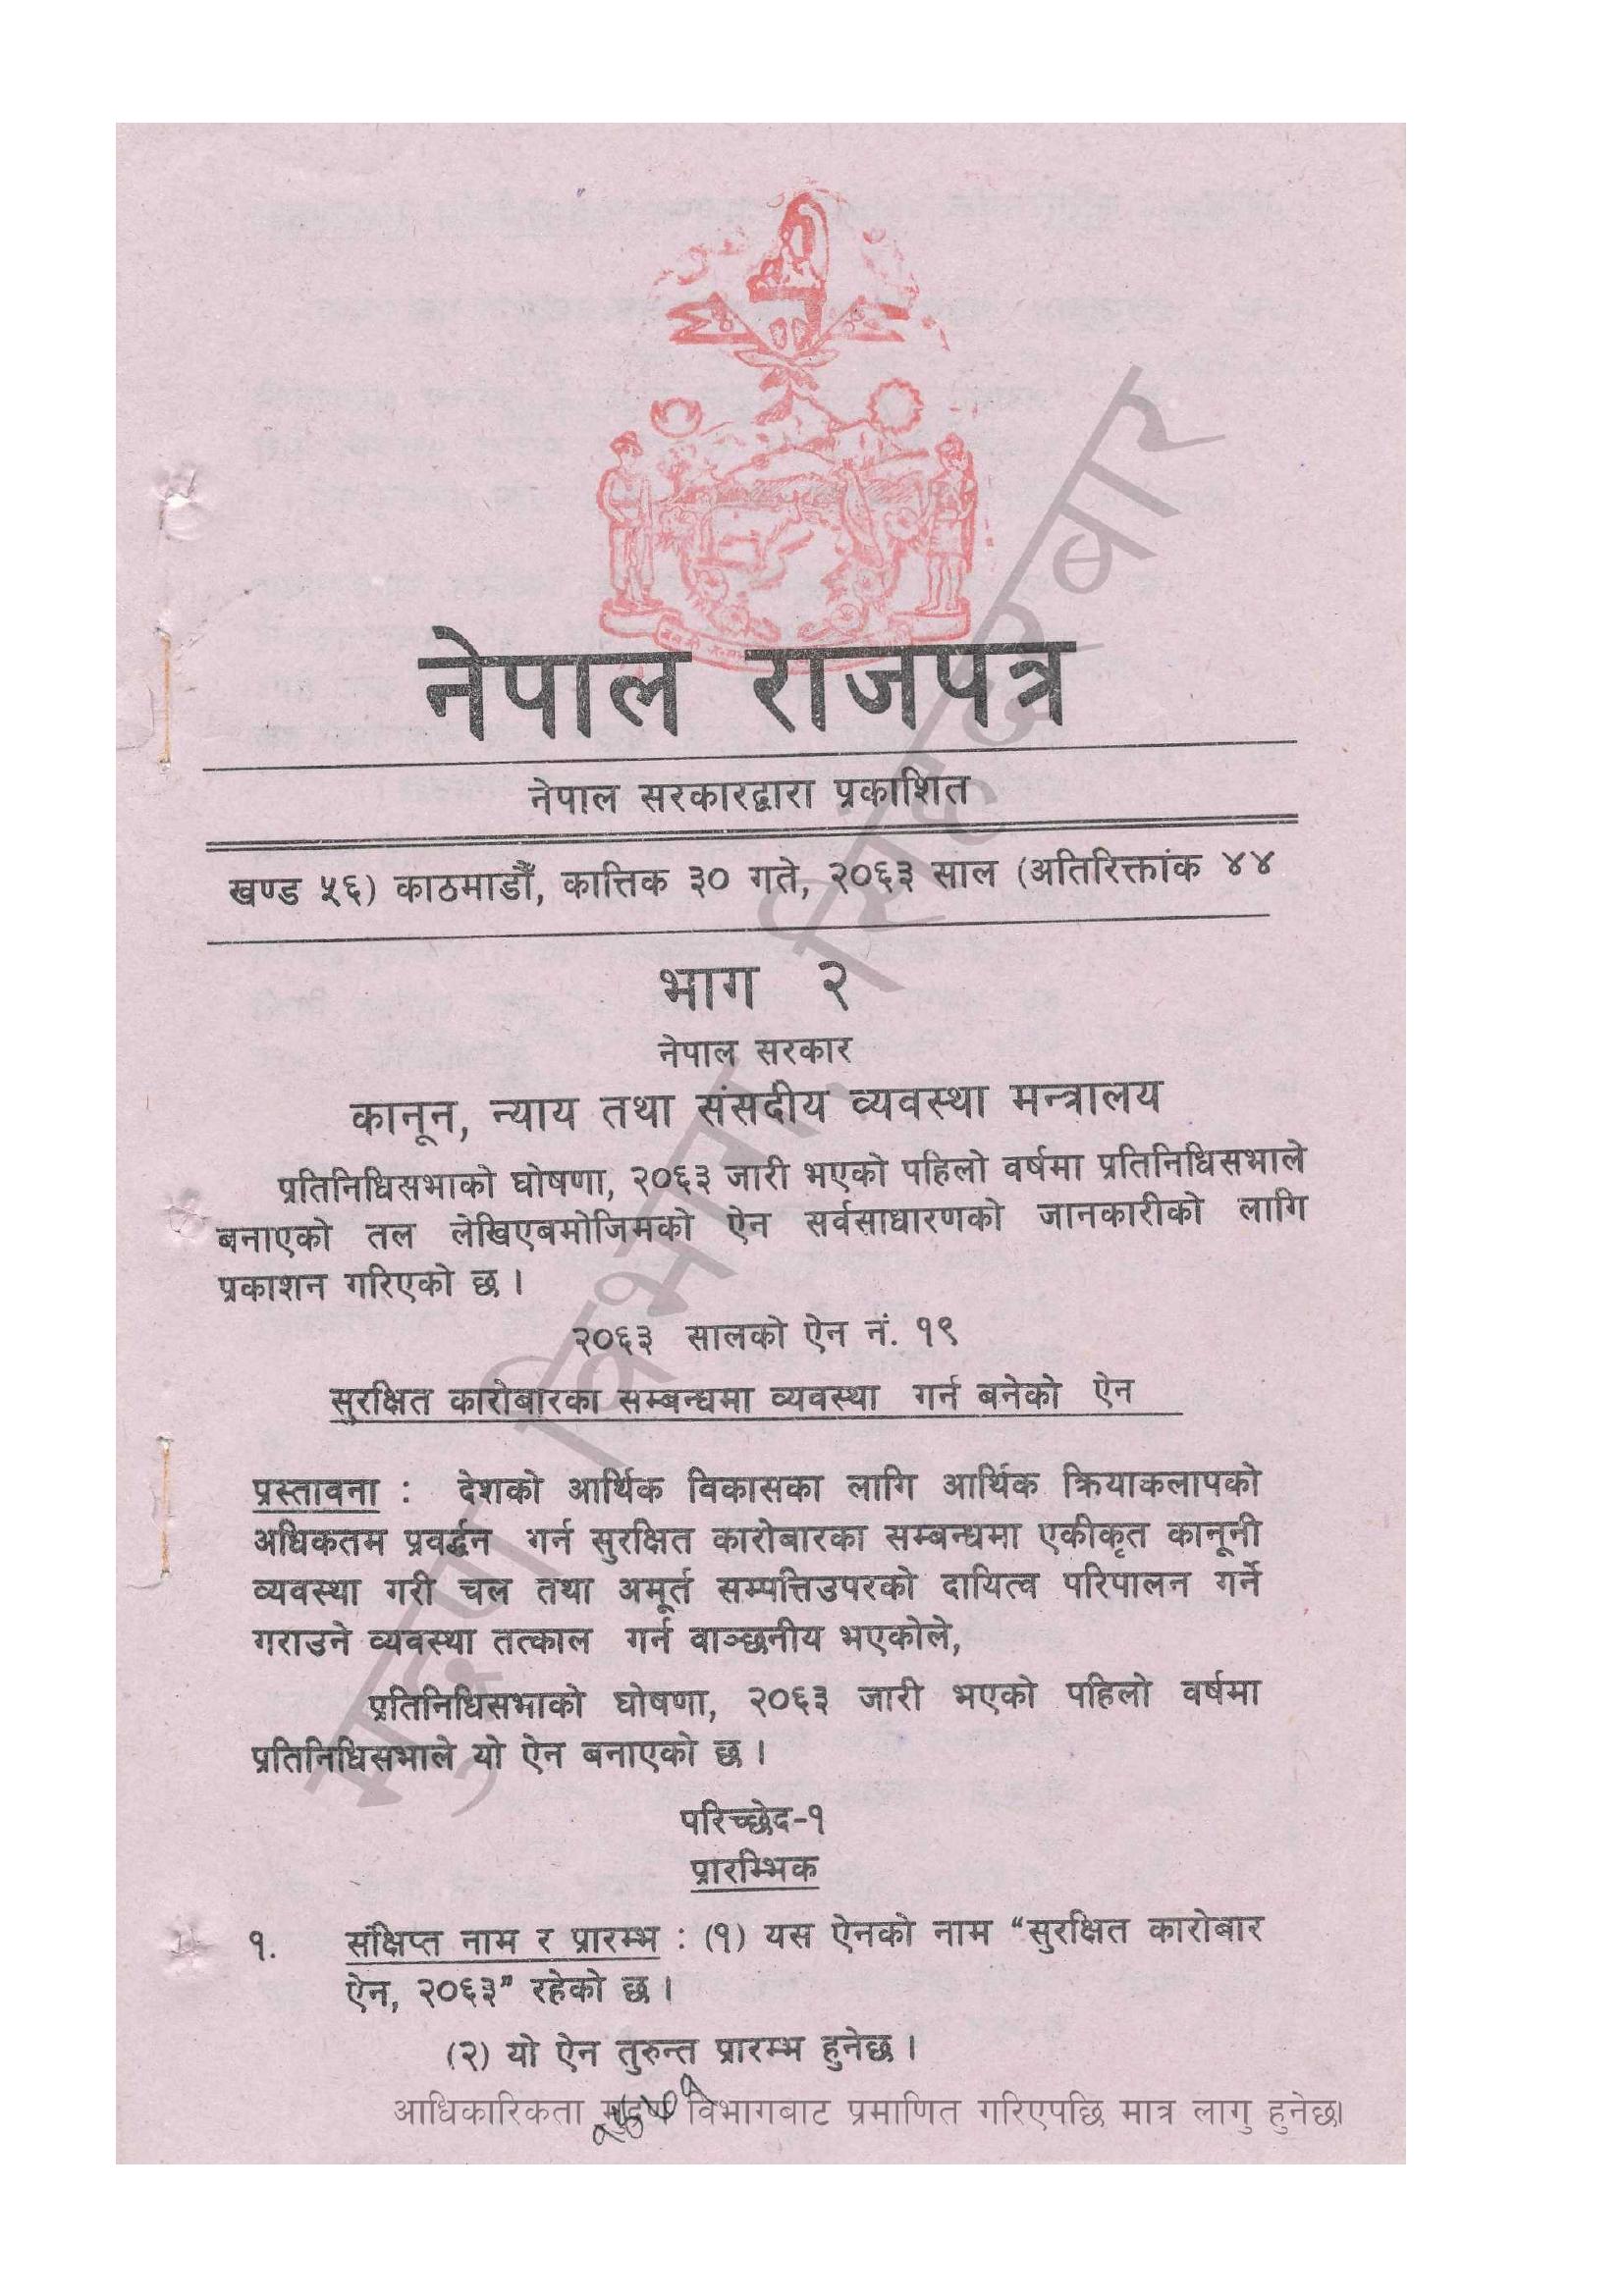 नेपाल राजपत्र
नेपाल सरकारद्वारा प्रकाशित
खण्ड ५६) काठमाडौँ, कात्तिक ३० गते, २०६३ साल (अतिरिक्तांक ४४
भाग २
नेपाल सरकार
कानून, न्याय तथा संसदीय व्यवस्था मन्त्रालय
प्रतिनिधिसभाको घोषणा, २०६३ जारी भएको पहिलो वर्षमा प्रतिनिधिसभाले
बनाएको तल लेखिएबमोजिमको ऐन सर्वसाधारणको जानकारीको लागि
प्रकाशन गरिएको छ ।
२०६३ सालको ऐन नं. १९
सुरक्षित कारोबारका सम्बन्धमा व्यवस्था गर्न बनेको ऐन
प्रस्तावना : देशको आर्थिक विकासका लागि आर्थिक क्रियाकलापको
अधिकतम प्रवर्द्धन गर्न सुरक्षित कारोबारका सम्बन्धमा एकीकृत कानूनी
व्यवस्था गरी चल तथा अमूर्त सम्पत्तिउपरको दायित्व परिपालन गर्ने
गराउने व्यवस्था तत्काल गर्न वाञ्छनीय भएकोले,
प्रतिनिधिसभाको घोषणा, २०६३ जारी भएको पहिलो वर्षमा
प्रतिनिधिसभाले यो ऐन बनाएको छ ।
परिच्छेद-१
प्रारम्भिक
१. संक्षिप्त नाम र प्रारम्भ : (१) यस ऐनको नाम “सुरक्षित कारोबार
ऐन, २०६३” रहेको छ ।
(२) यो ऐन तुरुन्त प्रारम्भ हुनेछ ।
आधिकारिकता मुद्रण विभागबाट प्रमाणित गरिएपछि मात्र लागु हुनेछ।
मुद्रण विभाग, सिंहदरबार